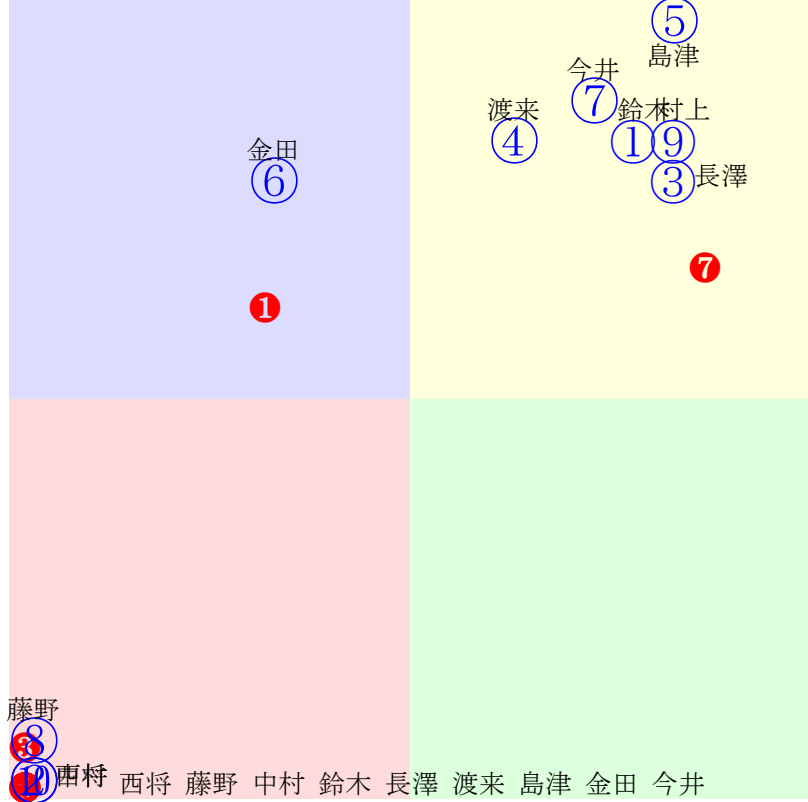 ⑤
島津
今井
⑦
渡来 鈴木 村上
④ ① ⑨
金田
⑥
③ 長澤
❼
❶
藤野
⑧
西将 藤野 中村 鈴木 長澤 渡来 島津 金田 今井